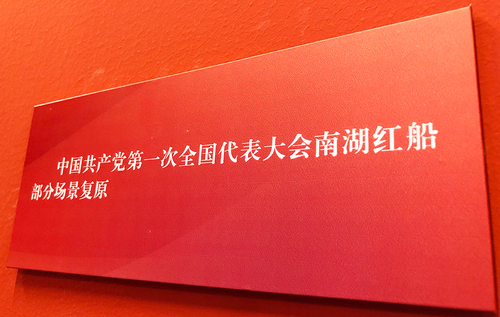 中国共产党第一次全国代表大会南湖红船
部分场景复原